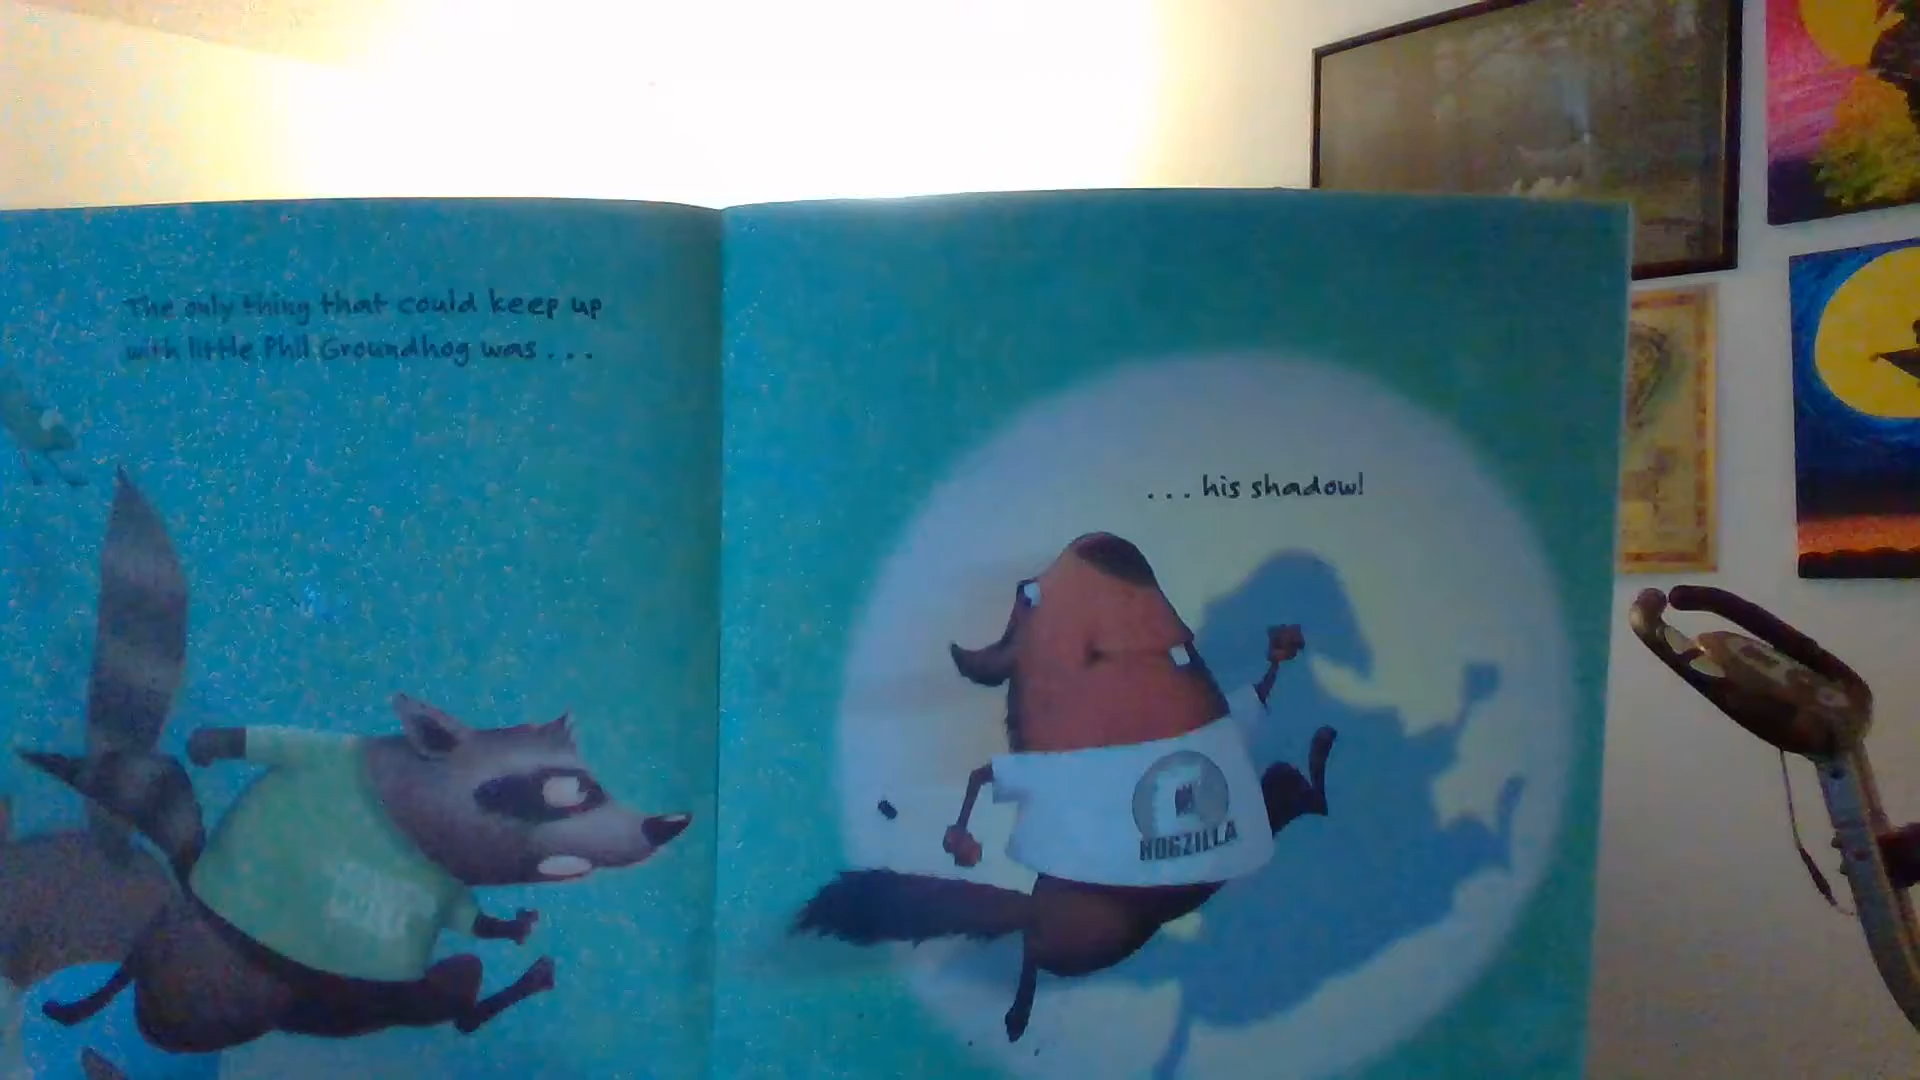 The only thing that could keep up
with little Phil Groundhog was . . .
. . . his shadow!
HOGZILLA